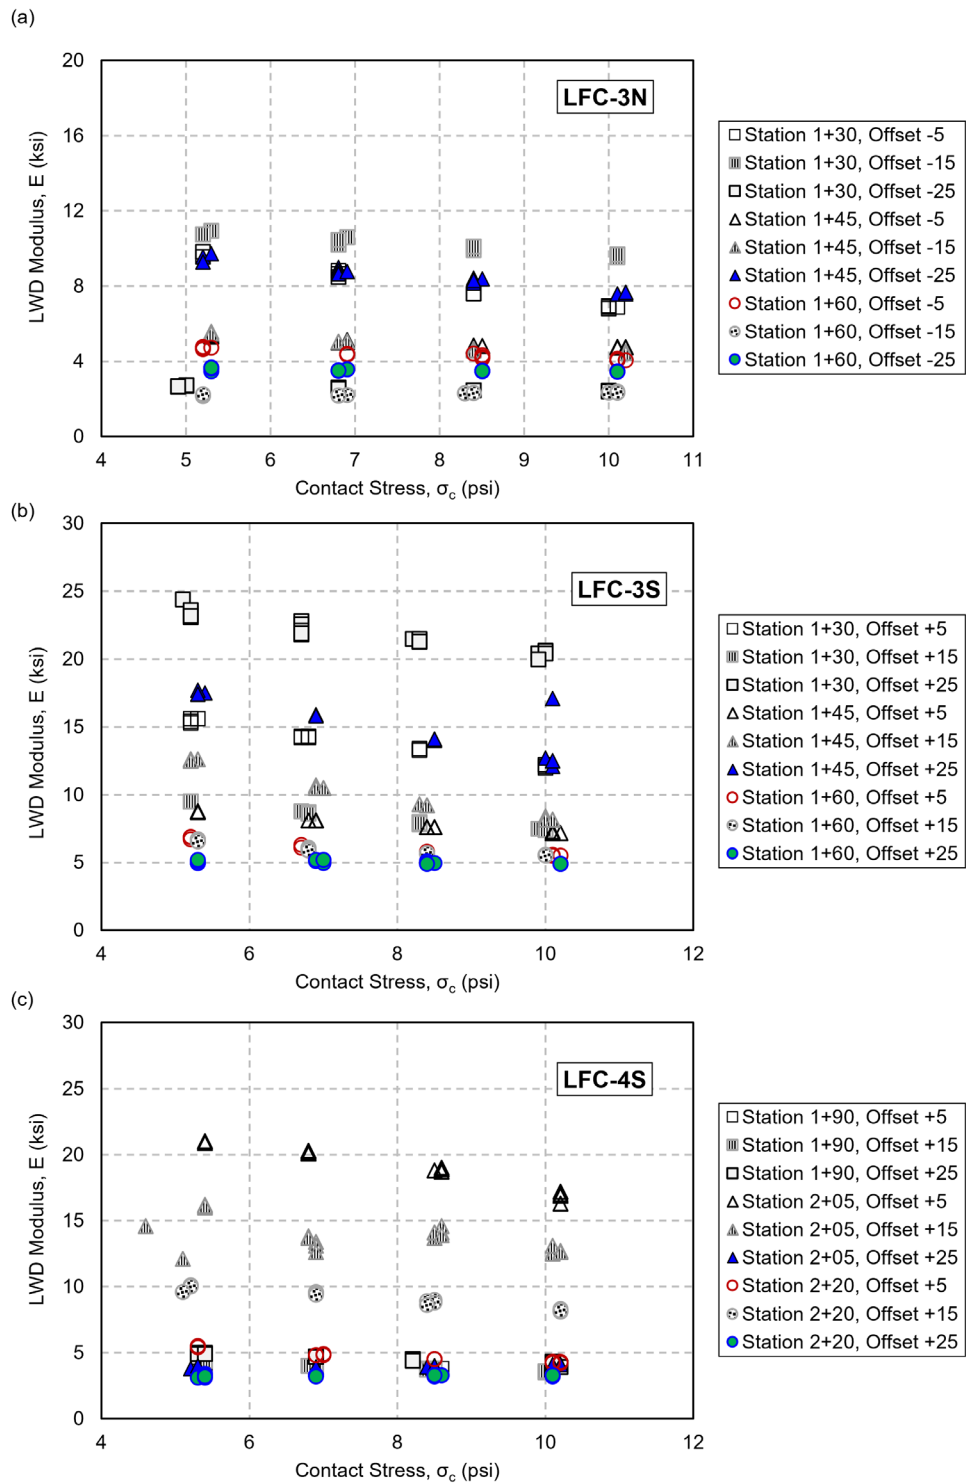 (a)
LFC-3N
20
16
12
8
4
0
LWD Modulus, E (ksi)
4 5 6 7 8 9 10 11
Contact Stress, σc (psi)
Station 1+30, Offset -5
Station 1+30, Offset -15
Station 1+30, Offset -25
Station 1+45, Offset -5
Station 1+45, Offset -15
Station 1+45, Offset -25
Station 1+60, Offset -5
Station 1+60, Offset -15
Station 1+60, Offset -25
(b)
LFC-3S
30
25
20
15
10
5
0
LWD Modulus, E (ksi)
4 6 8 10 12
Contact Stress, σc (psi)
Station 1+30, Offset +5
Station 1+30, Offset +15
Station 1+30, Offset +25
Station 1+45, Offset +5
Station 1+45, Offset +15
Station 1+45, Offset +25
Station 1+60, Offset +5
Station 1+60, Offset +15
Station 1+60, Offset +25
(c)
LFC-4S
30
25
20
15
10
5
0
LWD Modulus, E (ksi)
4 6 8 10 12
Contact Stress, σc (psi)
Station 1+90, Offset +5
Station 1+90, Offset +15
Station 1+90, Offset +25
Station 2+05, Offset +5
Station 2+05, Offset +15
Station 2+05, Offset +25
Station 2+20, Offset +5
Station 2+20, Offset +15
Station 2+20, Offset +25